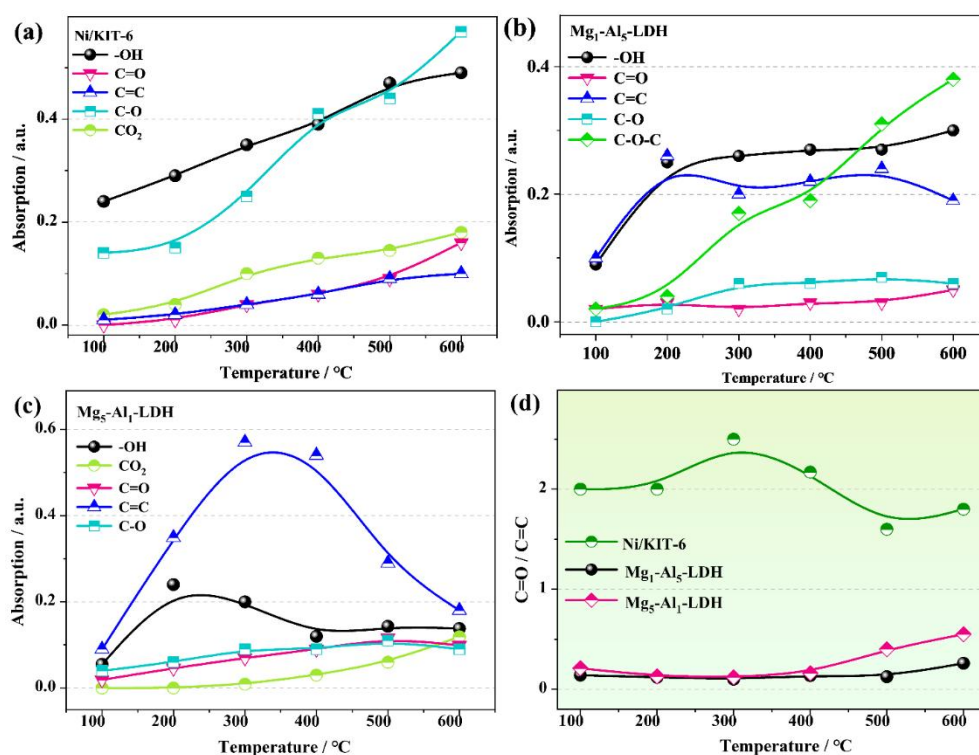 (a)
Ni/KIT-6
-OH
C=O
C=C
C-O
CO₂
Absorption / a.u.
0.4
0.2
0.0
100 200 300 400 500 600
Temperature / °C
(b)
Mg₁-Al₅-LDH
-OH
C=O
C=C
C-O
C-O-C
Absorption / a.u.
0.4
0.2
0.0
100 200 300 400 500 600
Temperature / °C
(c)
Mg₅-Al₁-LDH
-OH
CO₂
C=O
C=C
C-O
Absorption / a.u.
0.6
0.4
0.2
0.0
100 200 300 400 500 600
Temperature / °C
(d)
C=O / C=C
2
1
0
Ni/KIT-6
Mg₁-Al₅-LDH
Mg₅-Al₁-LDH
100 200 300 400 500 600
Temperature / °C